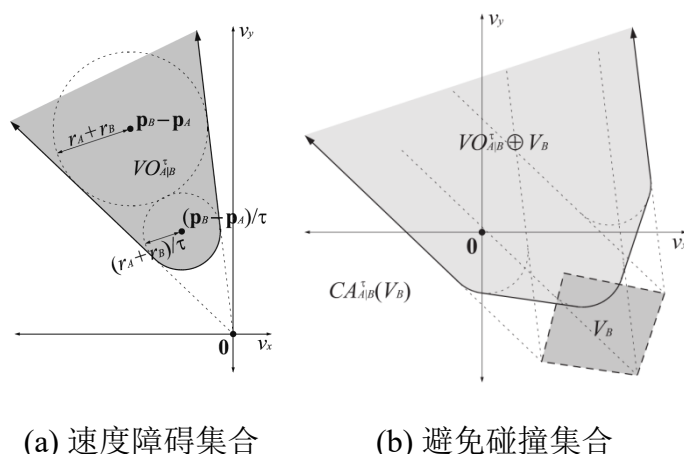 v_y
p_B−p_A
r_A+r_B
VO^τ_{A|B}
(p_B−p_A)/τ
(r_A+r_B)/τ
0
v_x
v_y
VO^τ_{A|B}⊕V_B
0
v_x
CA^τ_{A|B}(V_B)
V_B
(a) 速度障碍集合
(b) 避免碰撞集合